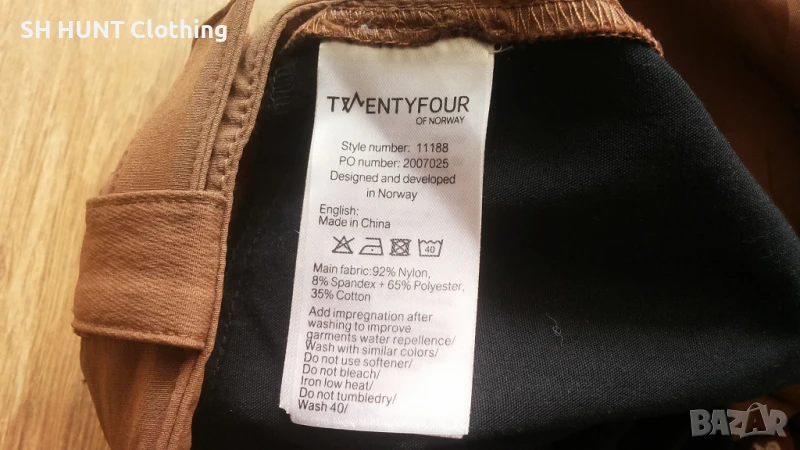 SH HUNT Clothing
TWENTYFOUR
OF NORWAY
Style number: 11188
PO number: 2007025
Designed and developed
in Norway
English:
Made in China
40
Main fabric:92% Nylon,
8% Spandex + 65% Polyester,
35% Cotton
Add impregnation after
washing to improve
garments water repellence/
Wash with similar colors/
Do not use softener/
Do not bleach/
Iron low heat/
Do not tumbledry/
Wash 40/
BAZAR